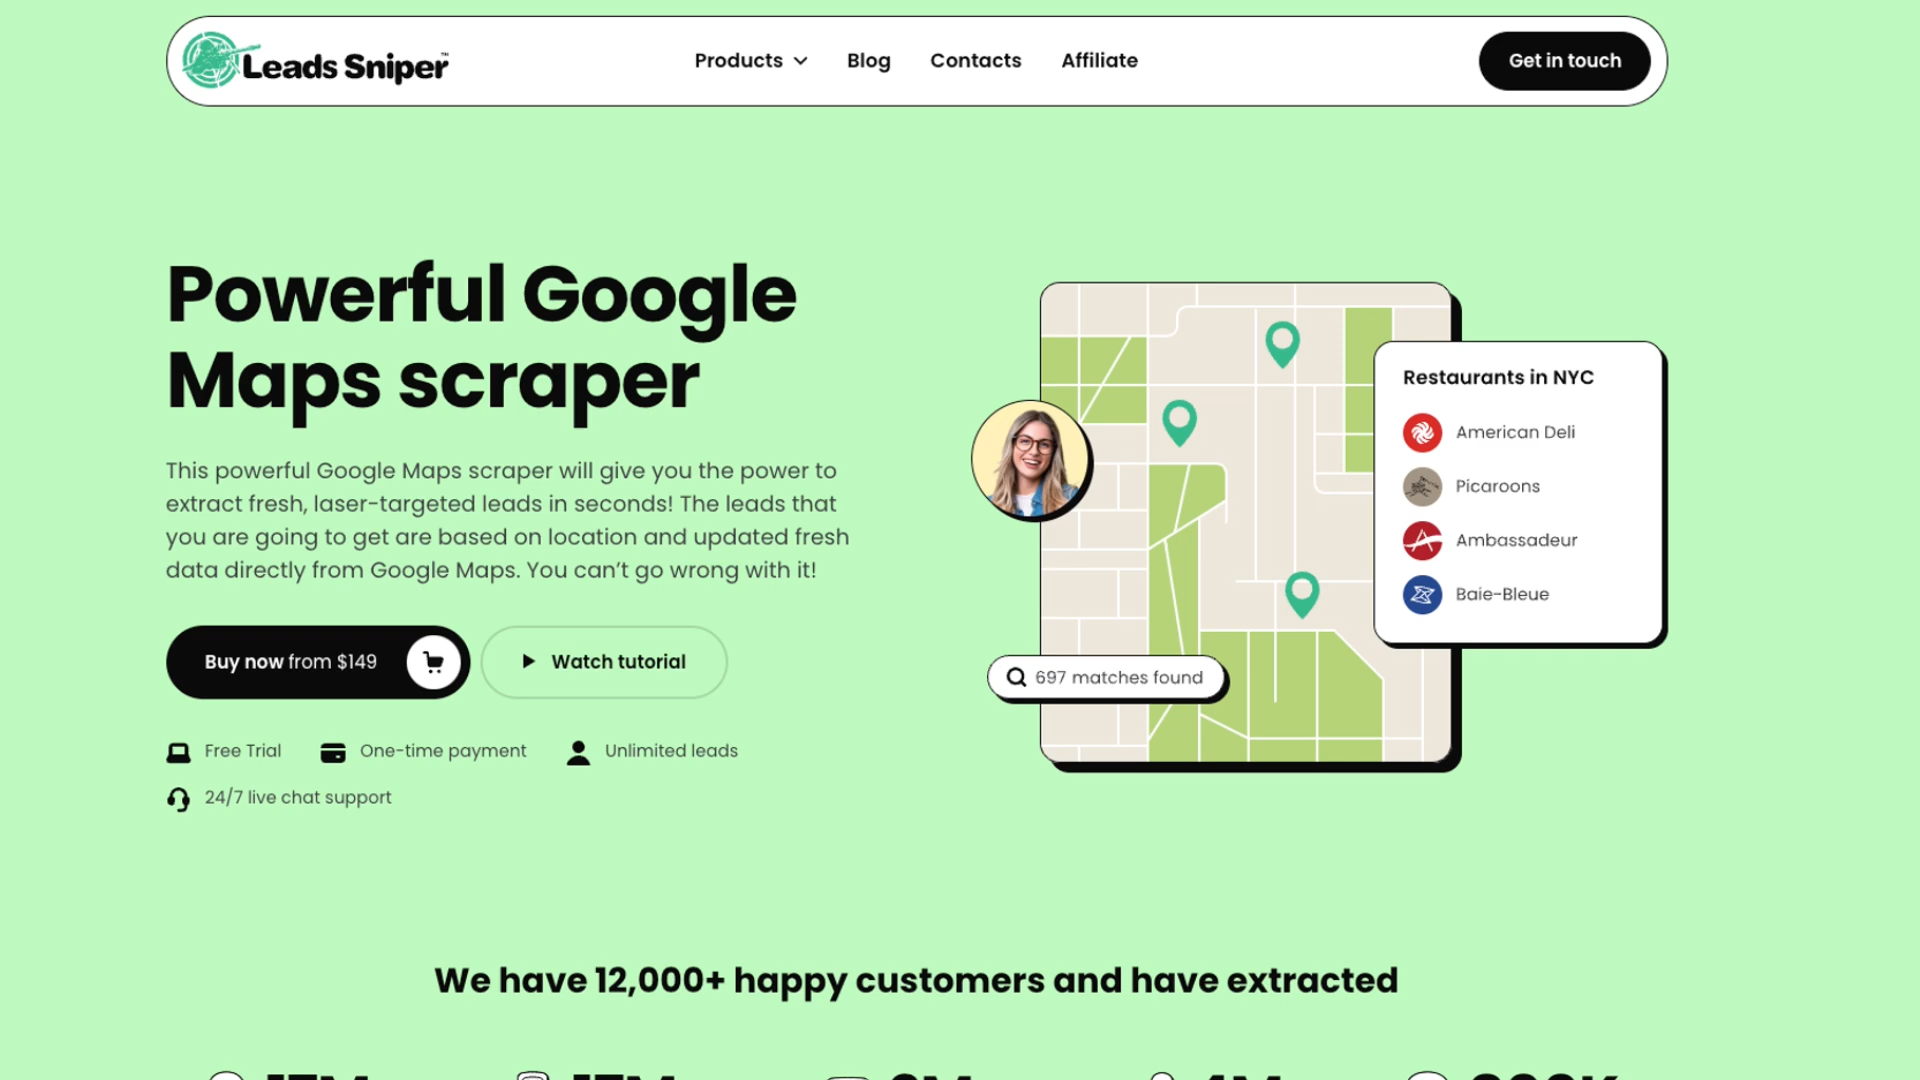 Leads Sniper™
Products
Blog
Contacts
Affiliate
Get in touch
Powerful Google
Maps scraper
This powerful Google Maps scraper will give you the power to
extract fresh, laser-targeted leads in seconds! The leads that
you are going to get are based on location and updated fresh
data directly from Google Maps. You can’t go wrong with it!
Buy now from $149
Watch tutorial
Free Trial
One-time payment
Unlimited leads
24/7 live chat support
Restaurants in NYC
American Deli
Picaroons
Ambassadeur
Baie-Bleue
697 matches found
We have 12,000+ happy customers and have extracted